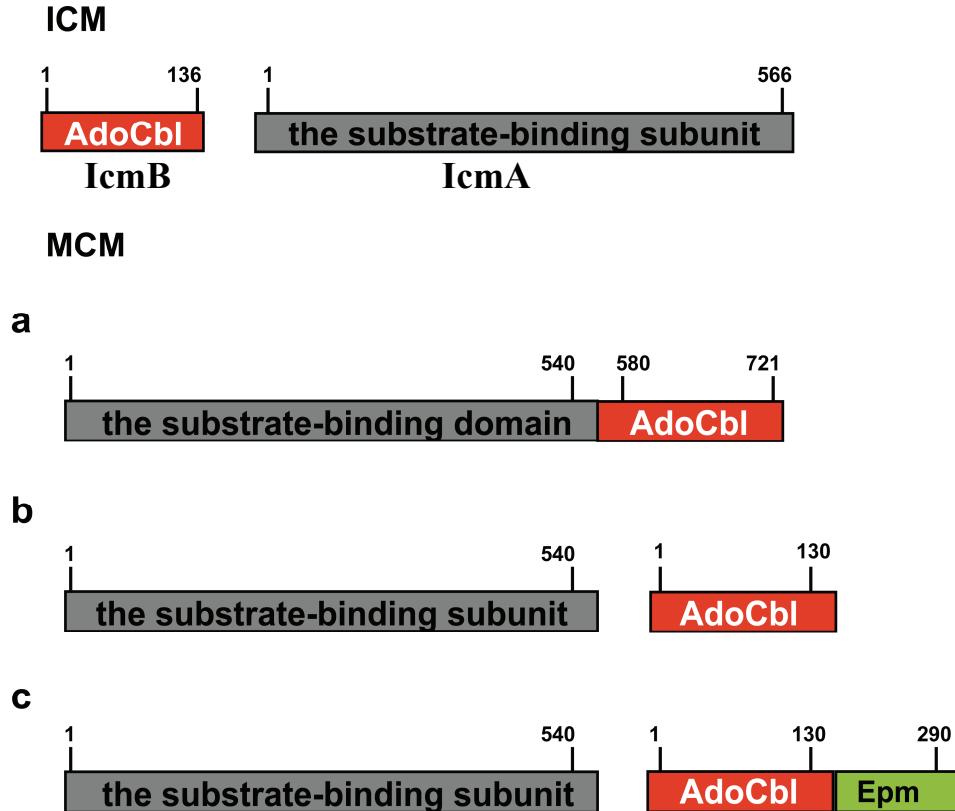 ICM
1 136 1 566
AdoCbl the substrate-binding subunit
IcmB IcmA
MCM
a
1 540 580 721
the substrate-binding domain AdoCbl
b
1 540 1 130
the substrate-binding subunit AdoCbl
c
1 540 1 130 290
the substrate-binding subunit AdoCbl Epm